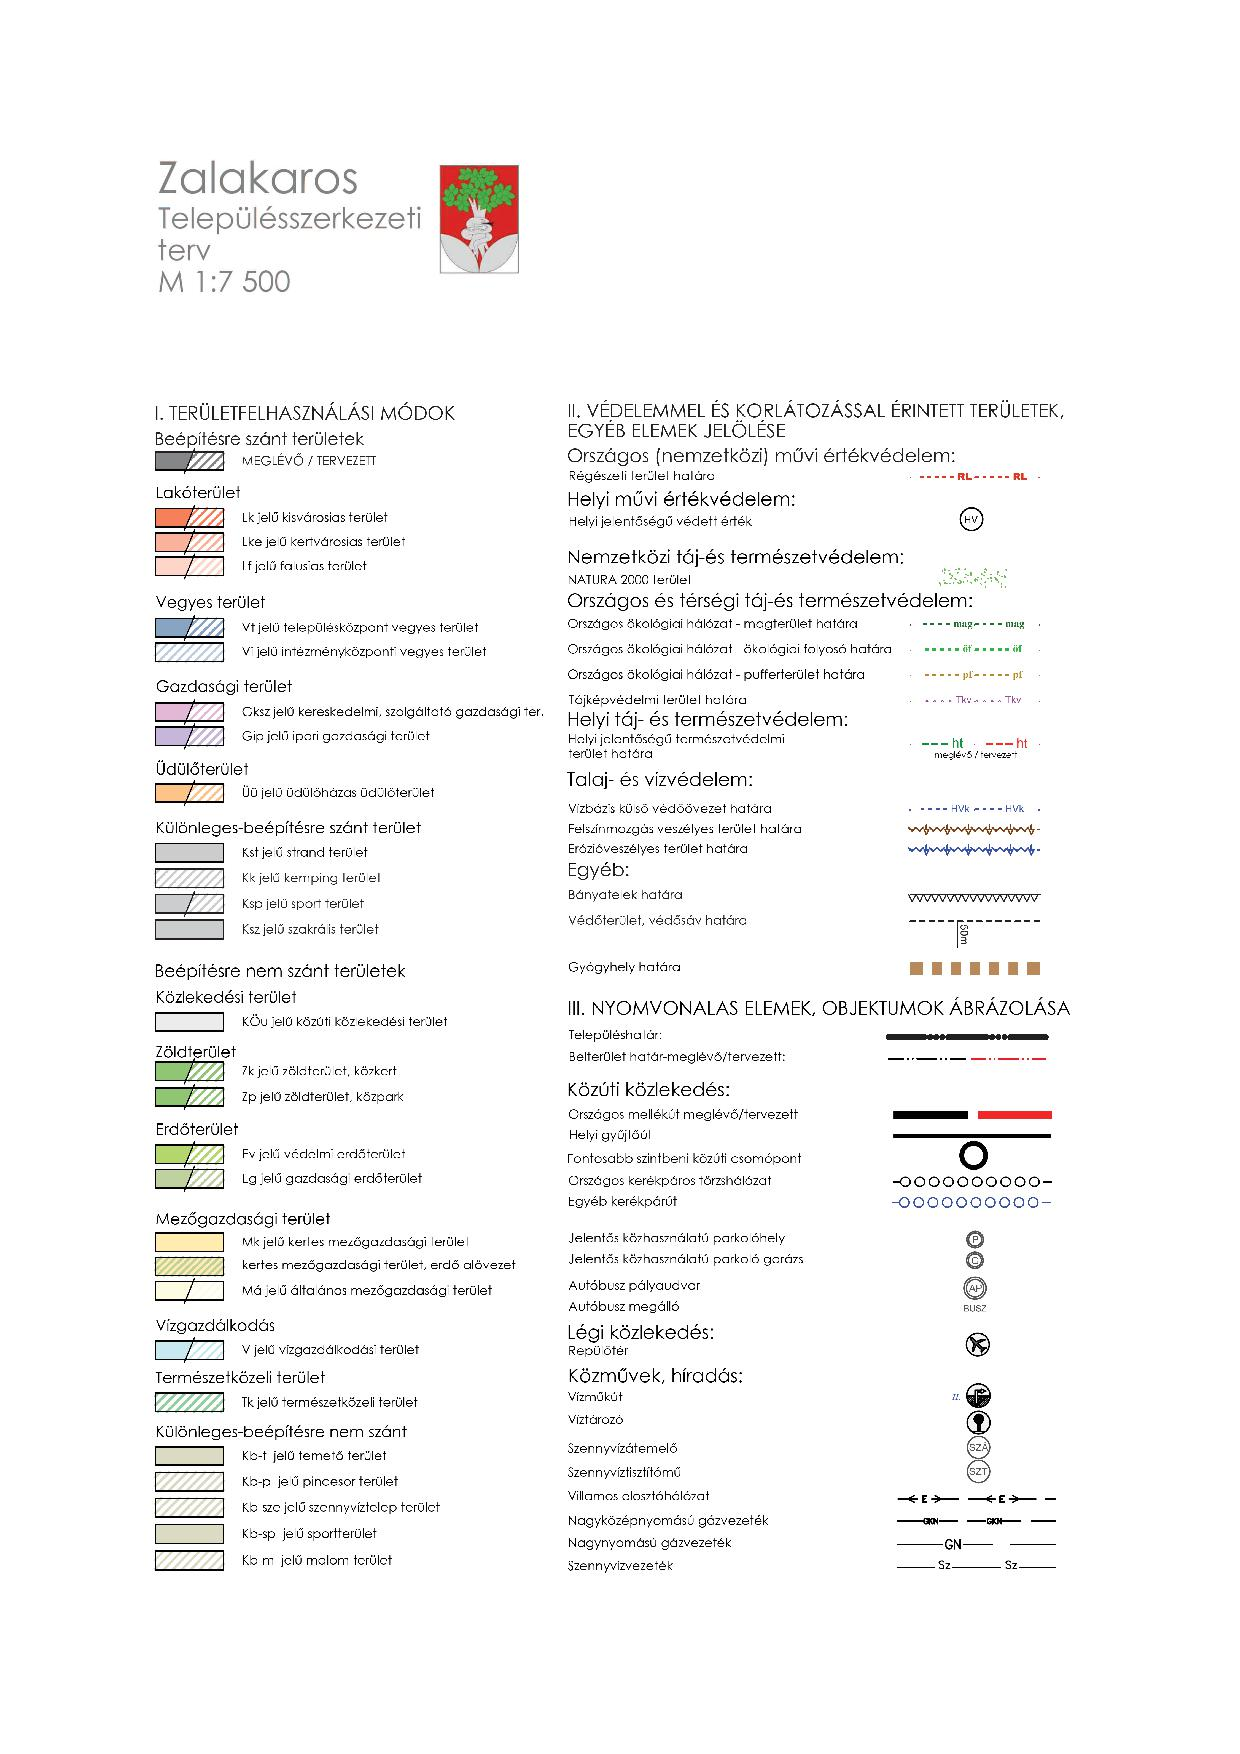 Zalakaros
Településszerkezeti
terv
M 1:7 500
I. TERÜLETFELHASZNÁLÁSI MÓDOK
Beépítésre szánt területek
MEGLÉVŐ / TERVEZETT
Lakóterület
Lk jelű kisvárosias terület
Lke jelű kertvárosias terület
Lf jelű falusias terület
Vegyes terület
Vt jelű településközpont vegyes terület
Vi jelű intézményközponti vegyes terület
Gazdasági terület
Gksz jelű kereskedelmi, szolgáltató gazdasági ter.
Gip jelű ipari gazdasági terület
Üdülőterület
Üü jelű üdülőházas üdülőterület
Különleges-beépítésre szánt terület
Kst jelű strand terület
Kk jelű kemping terület
Ksp jelű sport terület
Ksz jelű szakrális terület
Beépítésre nem szánt területek
Közlekedési terület
KÖu jelű közúti közlekedési terület
Zöldterület
Zk jelű zöldterület, közkert
Zp jelű zöldterület, közpark
Erdőterület
Ev jelű védelmi erdőterület
Eg jelű gazdasági erdőterület
Mezőgazdasági terület
Mk jelű kertes mezőgazdasági terület
kertes mezőgazdasági terület, erdő alövezet
Má jelű általános mezőgazdasági terület
Vízgazdálkodás
V jelű vízgazdálkodási terület
Természetközeli terület
Tk jelű természetközeli terület
Különleges-beépítésre nem szánt
Kb-t jelű temető terület
Kb-p jelű pincesor terület
Kb-sze jelű szennyvíztelep terület
Kb-sp jelű sportterület
Kb-m jelű malom terület
II. VÉDELEMMEL ÉS KORLÁTOZÁSSAL ÉRINTETT TERÜLETEK,
EGYÉB ELEMEK JELÖLÉSE
Országos (nemzetközi) művi értékvédelem:
Régészeti terület határa RL RL
Helyi művi értékvédelem:
Helyi jelentőségű védett érték HV
Nemzetközi táj-és természetvédelem:
NATURA 2000 terület
Országos és térségi táj-és természetvédelem:
Országos ökológiai hálózat - magterület határa mag mag
Országos ökológiai hálózat - ökológiai folyosó határa öf öf
Országos ökológiai hálózat - pufferterület határa pf pf
Tájképvédelmi terület határa Tkv Tkv
Helyi táj- és természetvédelem:
Helyi jelentőségű természetvédelmi
terület határa ht ht
meglévő / tervezett
Talaj- és vízvédelem:
Vízbázis külső védőövezet határa HVk HVk
Felszínmozgás veszélyes terület határa
Erózióveszélyes terület határa
Egyéb:
Bányatelek határa
Védőterület, védősáv határa
50m
Gyógyhely határa
III. NYOMVONALAS ELEMEK, OBJEKTUMOK ÁBRÁZOLÁSA
Településhatár:
Belterület határ-meglévő/tervezett:
Közúti közlekedés:
Országos mellékút meglévő/tervezett
Helyi gyűjtőút
Fontosabb szintbeni közúti csomópont
Országos kerékpáros törzshálózat
Egyéb kerékpárút
Jelentős közhasználatú parkolóhely P
Jelentős közhasználatú parkoló garázs
Autóbusz pályaudvar AP
Autóbusz megálló BUSZ
Légi közlekedés:
Repülőtér
Közművek, híradás:
Vízműkút II.
Víztározó
Szennyvízátemelő SZÁ
Szennyvíztisztítómű SZT
Villamos elosztóhálózat E E
Nagyközépnyomású gázvezeték GKN GKN
Nagynyomású gázvezeték GN
Szennyvízvezeték Sz Sz